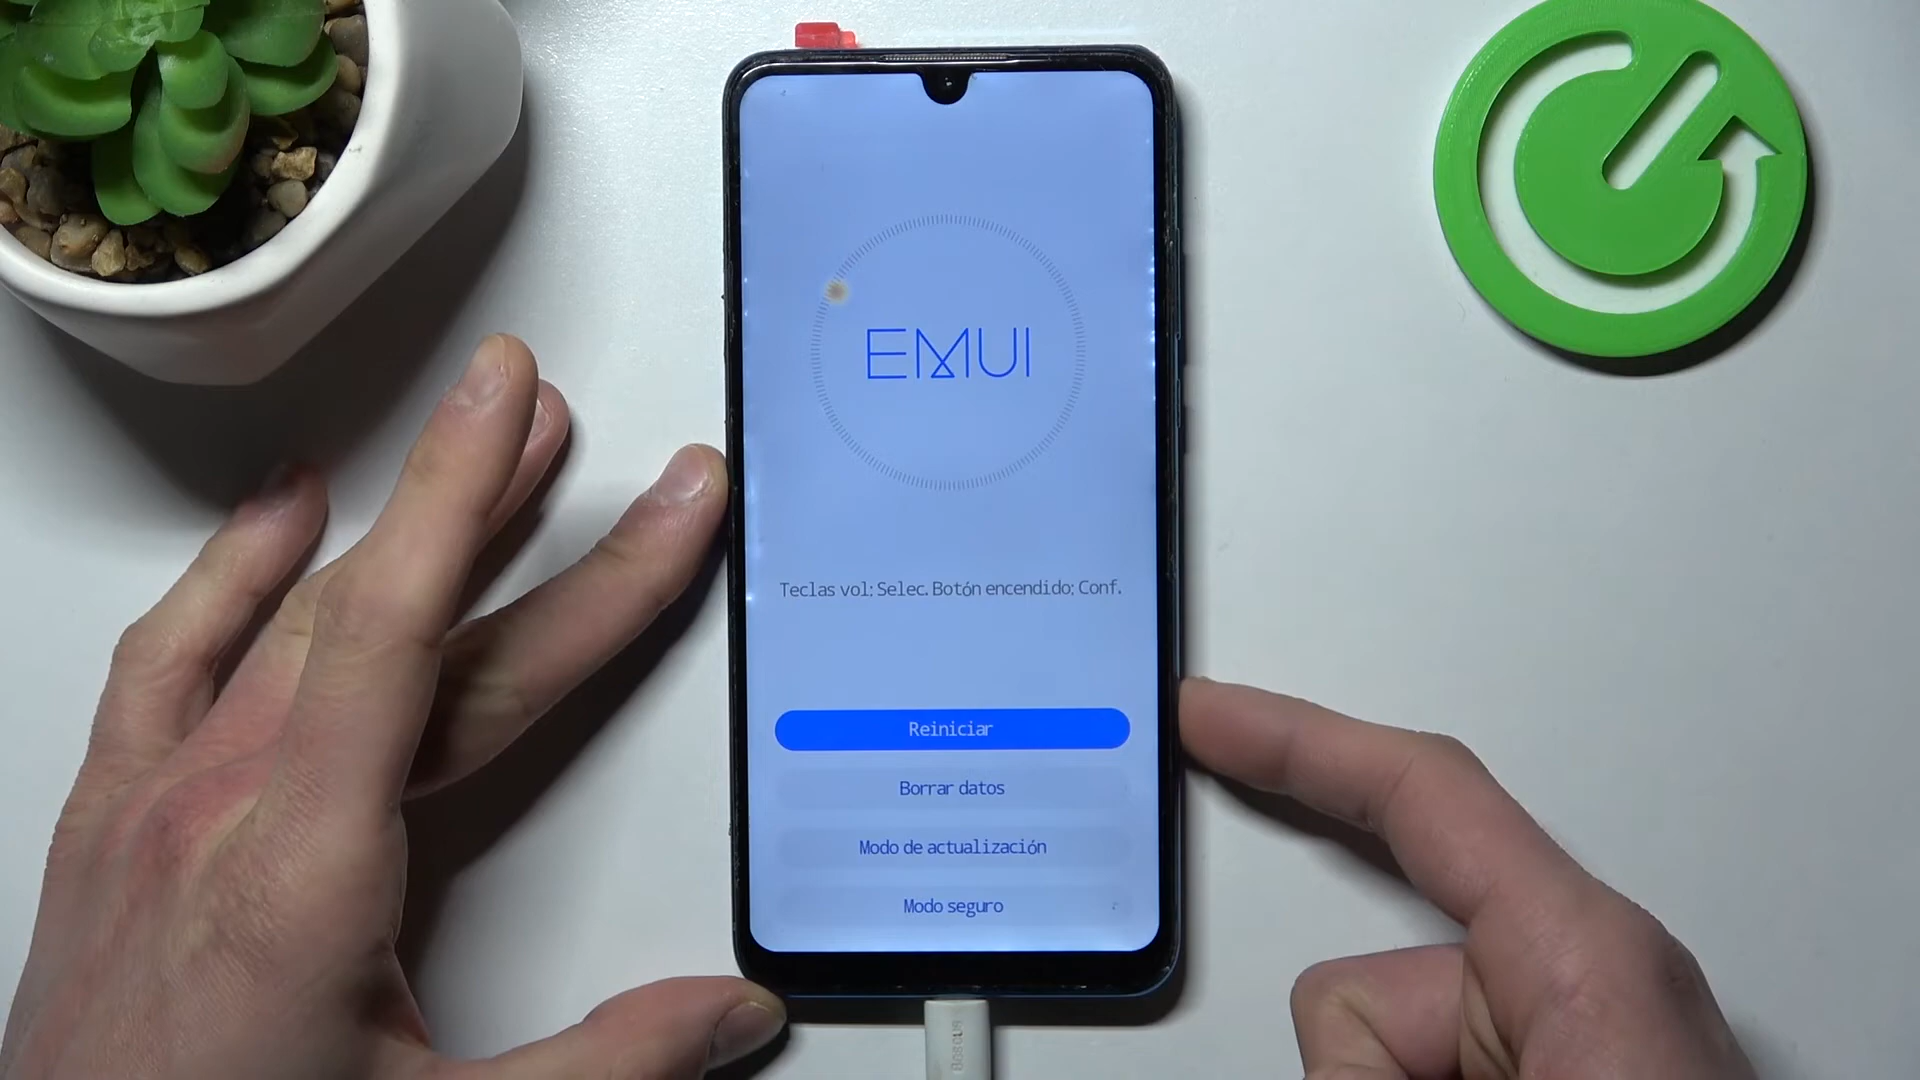 EMUI
Teclas vol: Selec. Botón encendido: Conf.
Reiniciar
Borrar datos
Modo de actualización
Modo seguro